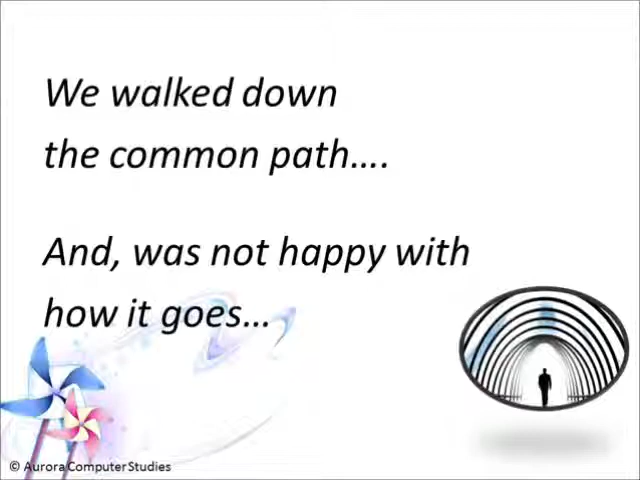 We walked down
the common path....
And, was not happy with
how it goes...
© Aurora Computer Studies